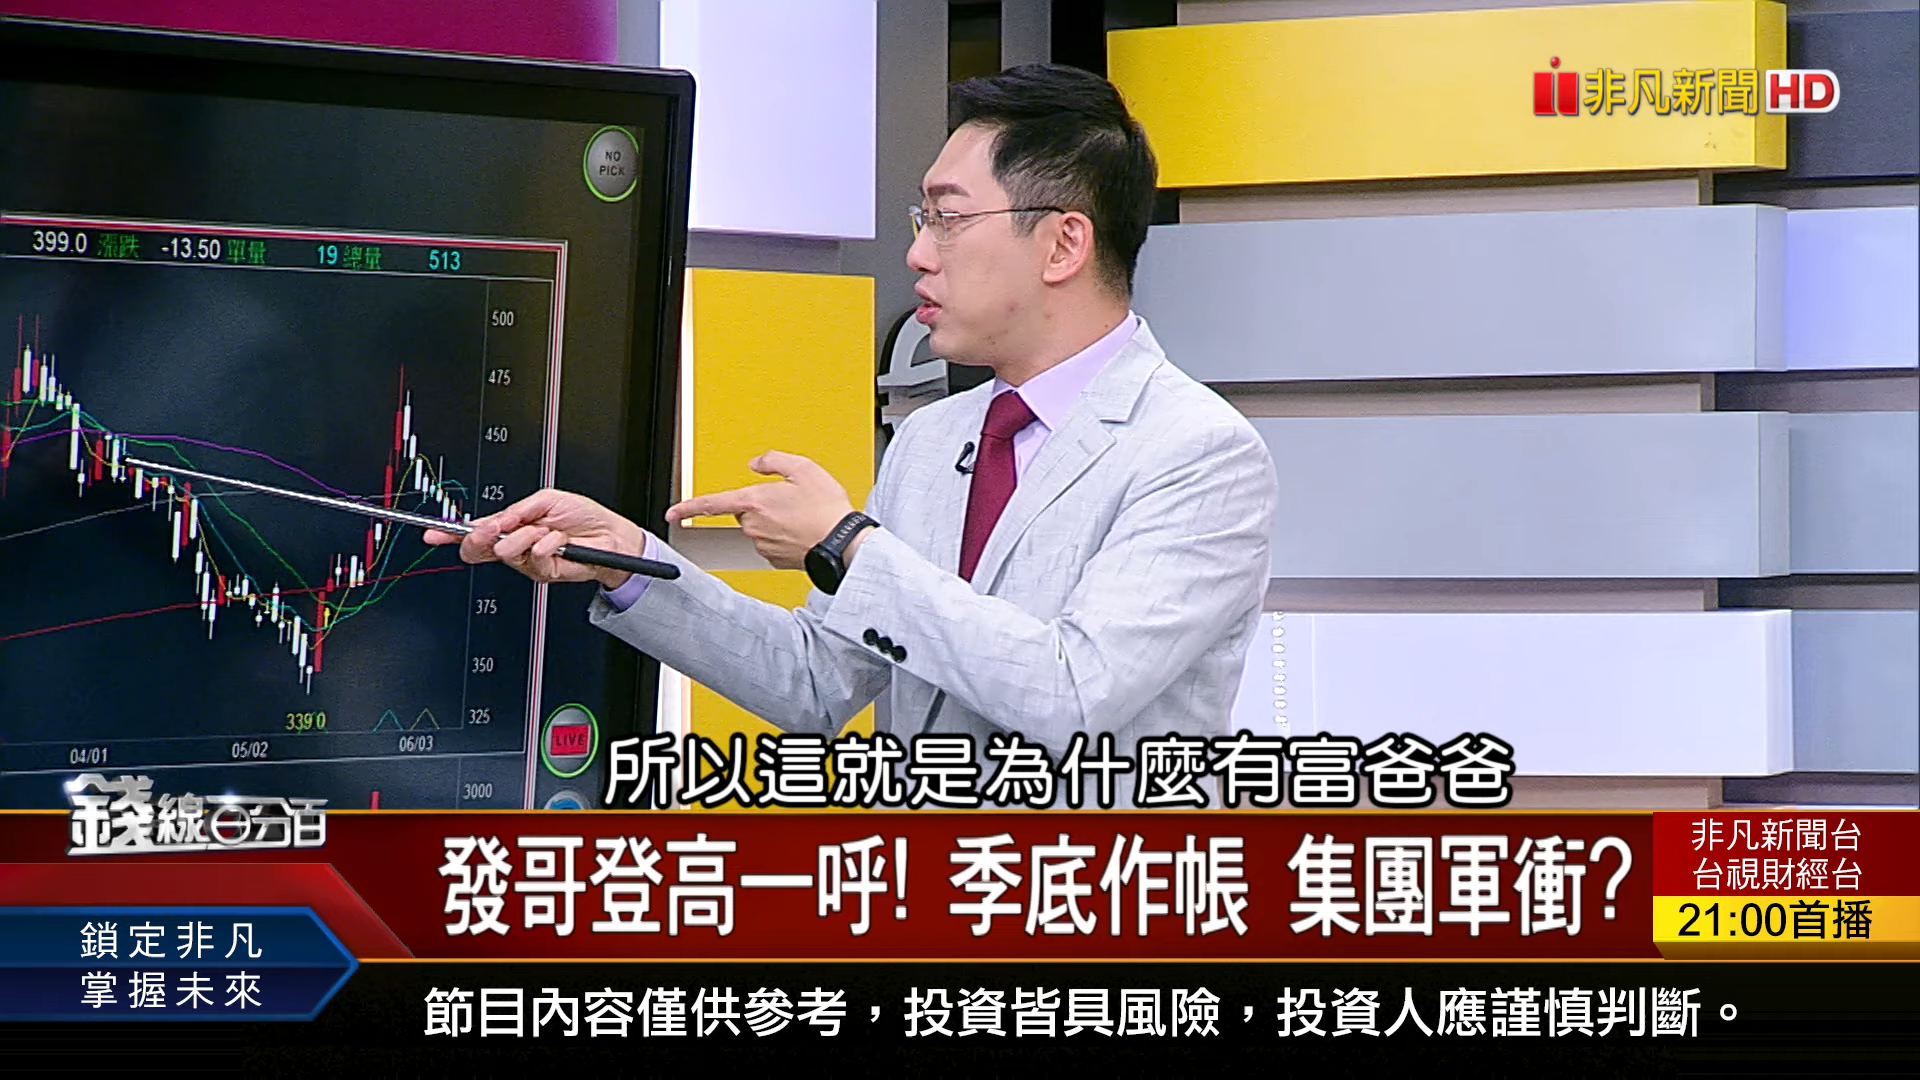 非凡新聞HD
NO
PICK
399.0 漲跌 -13.50 單量 19 總量 513
500
475
450
425
375
350
325
339.0
04/01 05/02 06/03
LIVE
3000
所以這就是為什麼有富爸爸
錢線百分百
發哥登高一呼! 季底作帳 集團軍衝?
非凡新聞台
台視財經台
21:00首播
鎖定非凡
掌握未來
節目內容僅供參考，投資皆具風險，投資人應謹慎判斷。